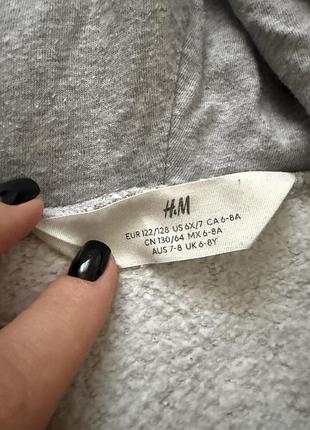 H&M
EUR 122/128 US 6X/7 CA 6-8A
CN 130/64 MX 6-8A
AUS 7-8 UK 6-8Y